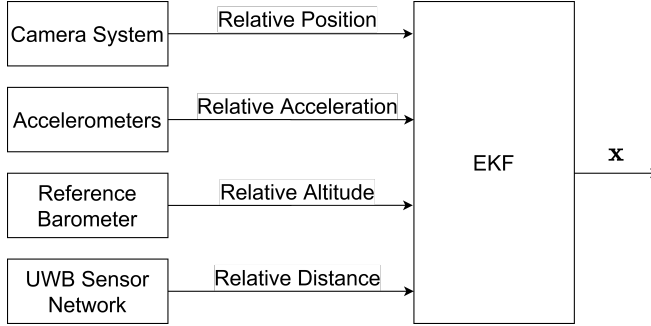 Camera System
Relative Position
Accelerometers
Relative Acceleration
EKF
x
Reference
Barometer
Relative Altitude
UWB Sensor
Network
Relative Distance